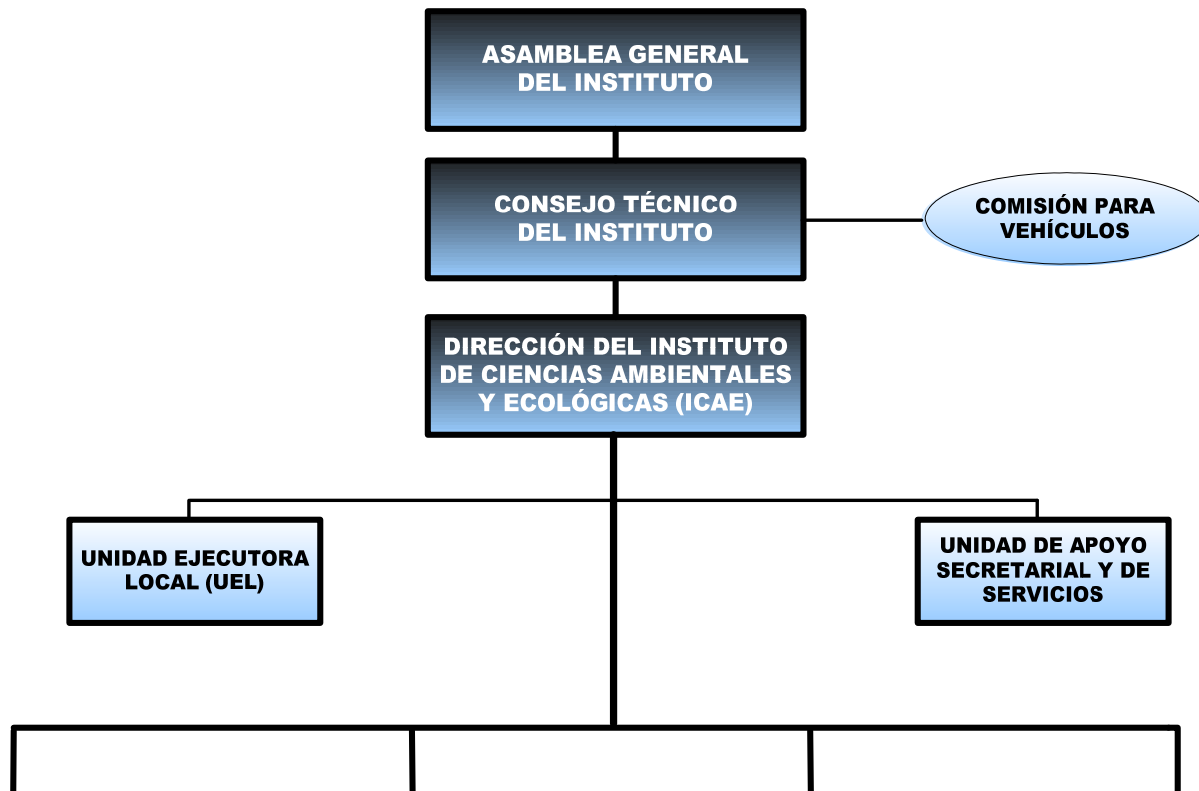 ASAMBLEA GENERAL
DEL INSTITUTO
CONSEJO TÉCNICO
DEL INSTITUTO
COMISIÓN PARA
VEHÍCULOS
DIRECCIÓN DEL INSTITUTO
DE CIENCIAS AMBIENTALES
Y ECOLÓGICAS (ICAE)
UNIDAD EJECUTORA
LOCAL (UEL)
UNIDAD DE APOYO
SECRETARIAL Y DE
SERVICIOS